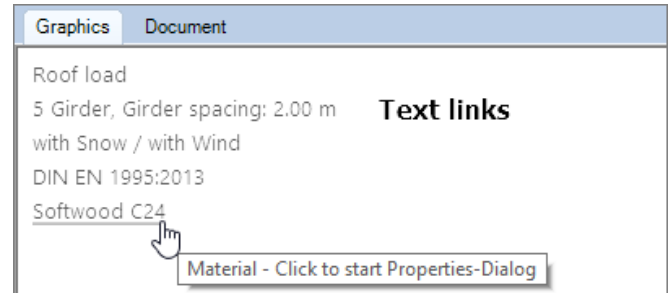 Graphics Document
Roof load
5 Girder, Girder spacing: 2.00 m Text links
with Snow / with Wind
DIN EN 1995:2013
Softwood C24
Material - Click to start Properties-Dialog